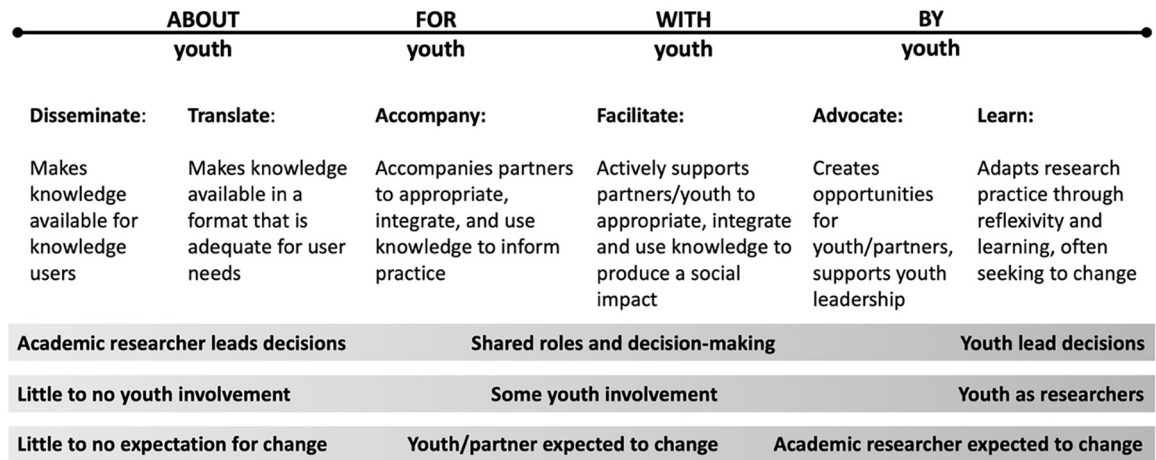 ABOUT
youth
FOR
youth
WITH
youth
BY
youth
Disseminate:
Makes
knowledge
available for
knowledge
users
Translate:
Makes knowledge
available in a
format that is
adequate for user
needs
Accompany:
Accompanies partners
to appropriate,
integrate, and use
knowledge to inform
practice
Facilitate:
Actively supports
partners/youth to
appropriate, integrate
and use knowledge to
produce a social
impact
Advocate:
Creates
opportunities
for
youth/partners,
supports youth
leadership
Learn:
Adapts research
practice through
reflexivity and
learning, often
seeking to change
Academic researcher leads decisions
Shared roles and decision-making
Youth lead decisions
Little to no youth involvement
Some youth involvement
Youth as researchers
Little to no expectation for change
Youth/partner expected to change
Academic researcher expected to change